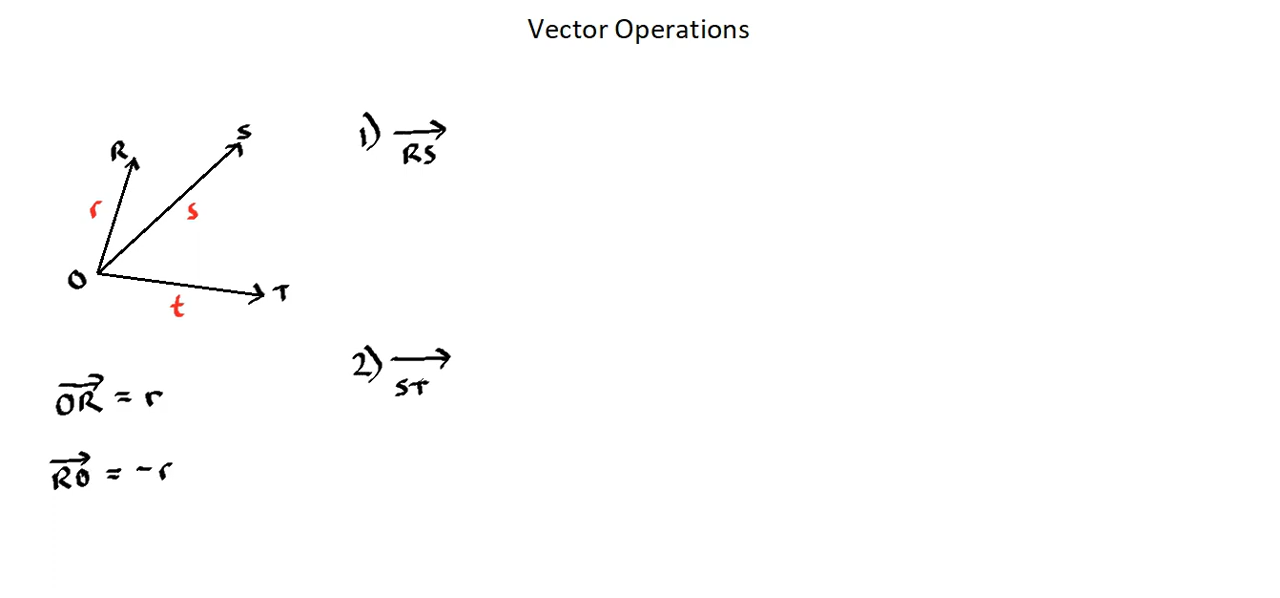 Vector Operations
R
S
r
s
O
t
T
1) RS
2) ST
OR = r
RO = -r